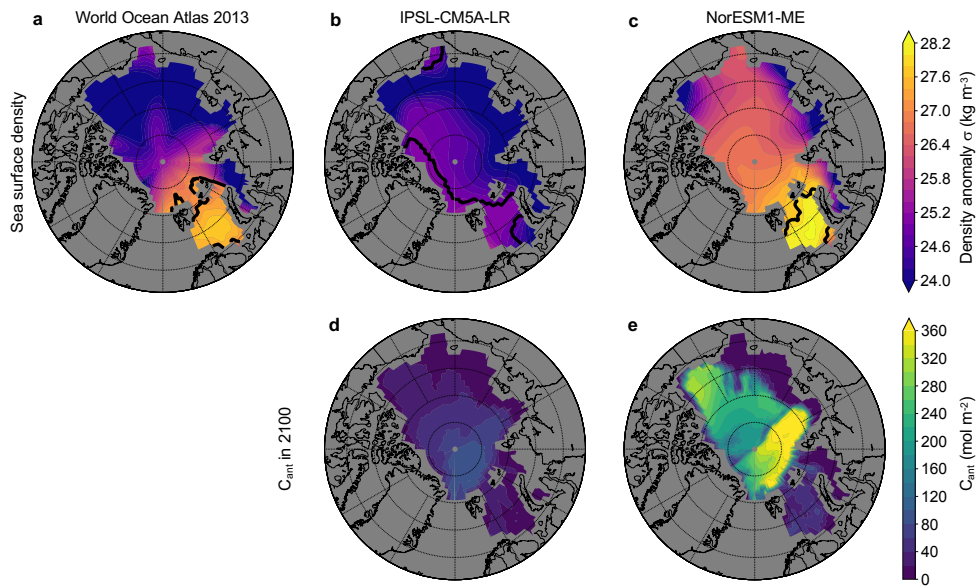 a World Ocean Atlas 2013
b IPSL-CM5A-LR
c NorESM1-ME
Sea surface density
28.2
27.6
27.0
26.4
25.8
25.2
24.6
24.0
Density anomaly σ (kg m⁻³)
d
e
C_ant in 2100
360
320
280
240
200
160
120
80
40
0
C_ant (mol m⁻²)